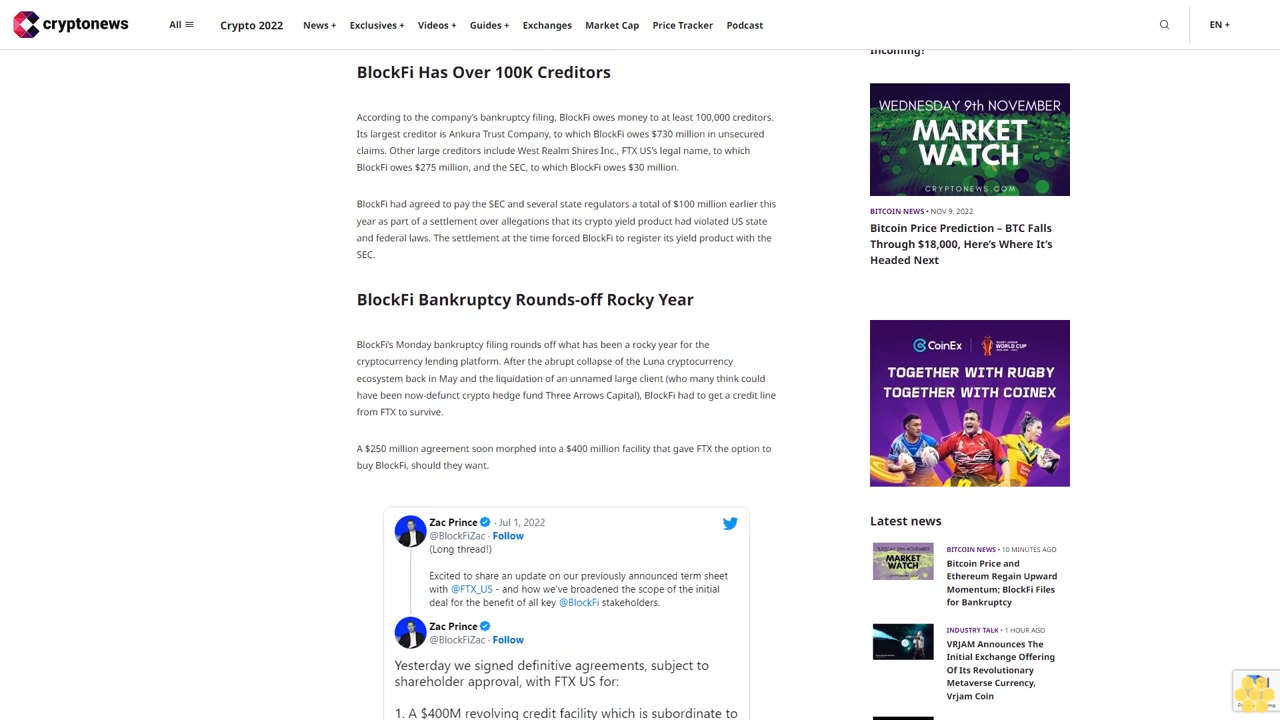 cryptonews
All
Crypto 2022
News +
Exclusives +
Videos +
Guides +
Exchanges
Market Cap
Price Tracker
Podcast
EN +
BlockFi Has Over 100K Creditors
According to the company's bankruptcy filing, BlockFi owes money to at least 100,000 creditors.
Its largest creditor is Ankura Trust Company, to which BlockFi owes $730 million in unsecured
claims. Other large creditors include West Realm Shires Inc., FTX US's legal name, to which
BlockFi owes $275 million, and the SEC, to which BlockFi owes $30 million.
BlockFi had agreed to pay the SEC and several state regulators a total of $100 million earlier this
year as part of a settlement over allegations that its crypto yield product had violated US state
and federal laws. The settlement at the time forced BlockFi to register its yield product with the
SEC.
BlockFi Bankruptcy Rounds-off Rocky Year
BlockFi's Monday bankruptcy filing rounds off what has been a rocky year for the
cryptocurrency lending platform. After the abrupt collapse of the Luna cryptocurrency
ecosystem back in May and the liquidation of an unnamed large client (who many think could
have been now-defunct crypto hedge fund Three Arrows Capital), BlockFi had to get a credit line
from FTX to survive.
A $250 million agreement soon morphed into a $400 million facility that gave FTX the option to
buy BlockFi, should they want.
Zac Prince · Jul 1, 2022
@BlockFiZac · Follow
(Long thread!)
Excited to share an update on our previously announced term sheet
with @FTX_US - and how we've broadened the scope of the initial
deal for the benefit of all key @BlockFi stakeholders.
Zac Prince
@BlockFiZac · Follow
Yesterday we signed definitive agreements, subject to
shareholder approval, with FTX US for:
1. A $400M revolving credit facility which is subordinate to
Incoming?
WEDNESDAY 9th NOVEMBER
MARKET
WATCH
CRYPTONEWS.COM
BITCOIN NEWS • NOV 9, 2022
Bitcoin Price Prediction – BTC Falls
Through $18,000, Here's Where It's
Headed Next
CoinEx
WORLD CUP
TOGETHER WITH RUGBY
TOGETHER WITH COINEX
Latest news
TUESDAY 29th NOVEMBER
MARKET
WATCH
BITCOIN NEWS • 10 MINUTES AGO
Bitcoin Price and
Ethereum Regain Upward
Momentum; BlockFi Files
for Bankruptcy
INDUSTRY TALK • 1 HOUR AGO
VRJAM Announces The
Initial Exchange Offering
Of Its Revolutionary
Metaverse Currency,
Vrjam Coin